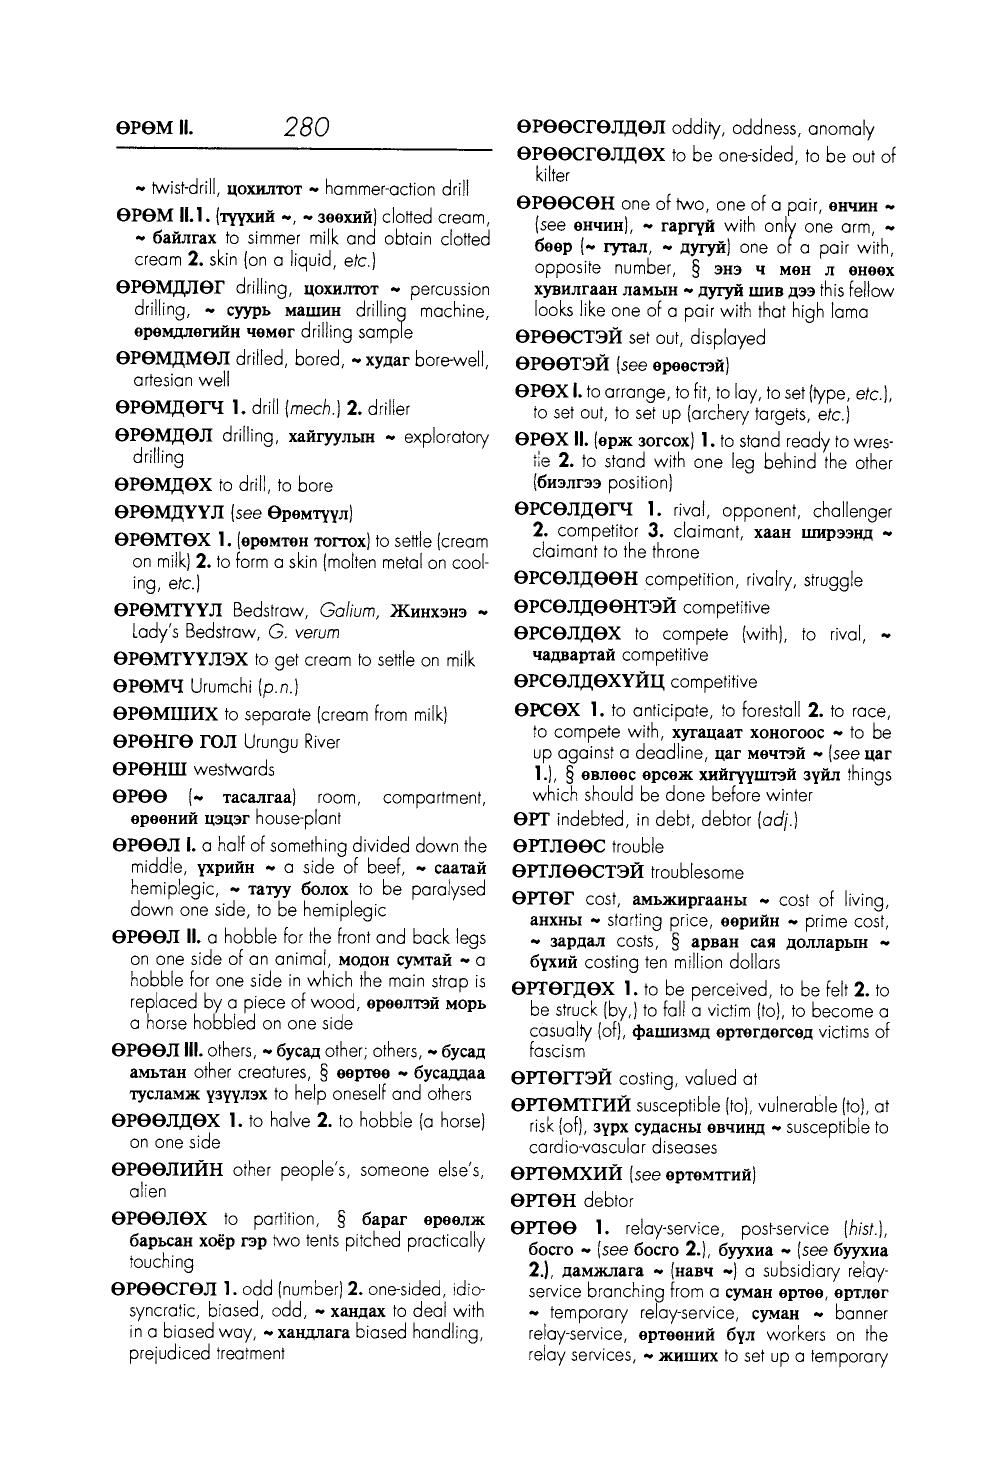 ӨРӨМ II. 280
~ twist-drill, цохилтот ~ hammer-action drill
ӨРӨМ II.1. (түүхий ~, ~ зөөхий) clotted cream,
~ байлгах to simmer milk and obtain clotted
cream 2. skin (on a liquid, etc.)
ӨРӨМДЛӨГ drilling, цохилтот ~ percussion
drilling, ~ суурь машин drilling machine,
өрөмдлөгийн чөмөг drilling sample
ӨРӨМДМӨЛ drilled, bored, ~ худаг bore-well,
artesian well
ӨРӨМДӨГЧ 1. drill (mech.) 2. driller
ӨРӨМДӨЛ drilling, хайгуулын ~ exploratory
drilling
ӨРӨМДӨХ to drill, to bore
ӨРӨМДҮҮЛ (see Өрөмтүүл)
ӨРӨМТӨХ 1. (өрөмтөн тогтох) to settle (cream
on milk) 2. to form a skin (molten metal on cool-
ing, etc.)
ӨРӨМТҮҮЛ Bedstraw, Galium, Жинхэнэ ~
Lady's Bedstraw, G. verum
ӨРӨМТҮҮЛЭХ to get cream to settle on milk
ӨРӨМЧ Urumchi (p.n.)
ӨРӨМШИХ to separate (cream from milk)
ӨРӨНГӨ ГОЛ Urungu River
ӨРӨНШ westwards
ӨРӨӨ (~ тасалгаа) room, compartment,
өрөөний цэцэг house-plant
ӨРӨӨЛ I. a half of something divided down the
middle, үхрийн ~ a side of beef, ~ саатай
hemiplegic, ~ татуу болох to be paralysed
down one side, to be hemiplegic
ӨРӨӨЛ II. a hobble for the front and back legs
on one side of an animal, модон сумтай ~ a
hobble for one side in which the main strap is
replaced by a piece of wood, өрөөлтэй морь
a horse hobbled on one side
ӨРӨӨЛ III. others, ~ бусад other; others, ~ бусад
амьтан other creatures, § өөртөө ~ бусаддаа
тусламж үзүүлэх to help oneself and others
ӨРӨӨЛДӨХ 1. to halve 2. to hobble (a horse)
on one side
ӨРӨӨЛИЙН other people's, someone else's,
alien
ӨРӨӨЛӨХ to partition, § бараг өрөөлж
барьсан хоёр гэр two tents pitched practically
touching
ӨРӨӨСГӨЛ 1. odd (number) 2. one-sided, idio-
syncratic, biased, odd, ~ хандах to deal with
in a biased way, ~ хандлага biased handling,
prejudiced treatment
ӨРӨӨСГӨЛДӨЛ oddity, oddness, anomaly
ӨРӨӨСГӨЛДӨХ to be one-sided, to be out of
kilter
ӨРӨӨСӨН one of two, one of a pair, өнчин ~
(see өнчин), ~ гаргүй with only one arm, ~
бөөр (~ гутал, ~ дугуй) one of a pair with,
opposite number, § энэ ч мөн л өнөөх
хувилгаан ламын ~ дугуй шив дээ this fellow
looks like one of a pair with that high lama
ӨРӨӨСТЭЙ set out, displayed
ӨРӨӨТЭЙ (see өрөөстэй)
ӨРӨХ I. to arrange, to fit, to lay, to set (type, etc.),
to set out, to set up (archery targets, etc.)
ӨРӨХ II. (өрж зогсох) 1. to stand ready to wres-
tle 2. to stand with one leg behind the other
(биэлгээ position)
ӨРСӨЛДӨГЧ 1. rival, opponent, challenger
2. competitor 3. claimant, хаан ширээнд ~
claimant to the throne
ӨРСӨЛДӨӨН competition, rivalry, struggle
ӨРСӨЛДӨӨНТЭЙ competitive
ӨРСӨЛДӨХ to compete (with), to rival, ~
чадвартай competitive
ӨРСӨЛДӨХҮЙЦ competitive
ӨРСӨХ 1. to anticipate, to forestall 2. to race,
to compete with, хугацаат хоногоос ~ to be
up against a deadline, цаг мөчтэй ~ (see цаг
1.), § өвлөөс өрсөж хийгүүштэй зүйл things
which should be done before winter
ӨРТ indebted, in debt, debtor (adj.)
ӨРТЛӨӨС trouble
ӨРТЛӨӨСТЭЙ troublesome
ӨРТӨГ cost, амьжиргааны ~ cost of living,
анхны ~ starting price, өөрийн ~ prime cost,
~ зардал costs, § арван сая долларын ~
бүхий costing ten million dollars
ӨРТӨГДӨХ 1. to be perceived, to be felt 2. to
be struck (by,) to fall a victim (to), to become a
casualty (of), фашизмд өртөгдөгсөд victims of
fascism
ӨРТӨГТЭЙ costing, valued at
ӨРТӨМТГИЙ susceptible (to), vulnerable (to), at
risk (of), зүрх судасны өвчинд ~ susceptible to
cardio-vascular diseases
ӨРТӨМХИЙ (see өртөмтгий)
ӨРТӨН debtor
ӨРТӨӨ 1. relay-service, post-service (hist.),
босго ~ (see босго 2.), буухиа ~ (see буухиа
2.), дамжлага ~ (навч ~) a subsidiary relay-
service branching from a суман өртөө, өртлөг
~ temporary relay-service, суман ~ banner
relay-service, өртөөний бүл workers on the
relay services, ~ жиших to set up a temporary